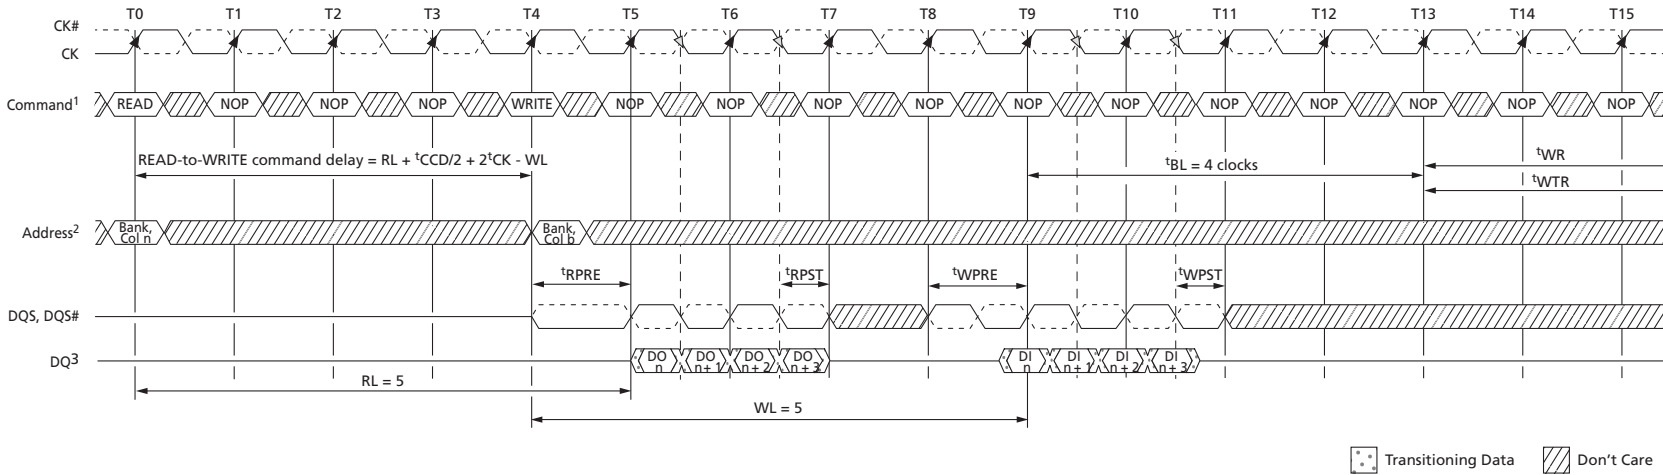 T0 T1 T2 T3 T4 T5 T6 T7 T8 T9 T10 T11 T12 T13 T14 T15
CK#
CK
Command1 READ NOP NOP NOP WRITE NOP NOP NOP NOP NOP NOP NOP NOP NOP NOP NOP
READ-to-WRITE command delay = RL + tCCD/2 + 2tCK - WL
tBL = 4 clocks
tWR
tWTR
Address2 Bank, Col n Bank, Col b
tRPRE tRPST tWPRE tWPST
DQS, DQS#
DQ3 DO n DO n + 1 DO n + 2 DO n + 3 DI n DI n + 1 DI n + 2 DI n + 3
RL = 5
WL = 5
Transitioning Data Don't Care